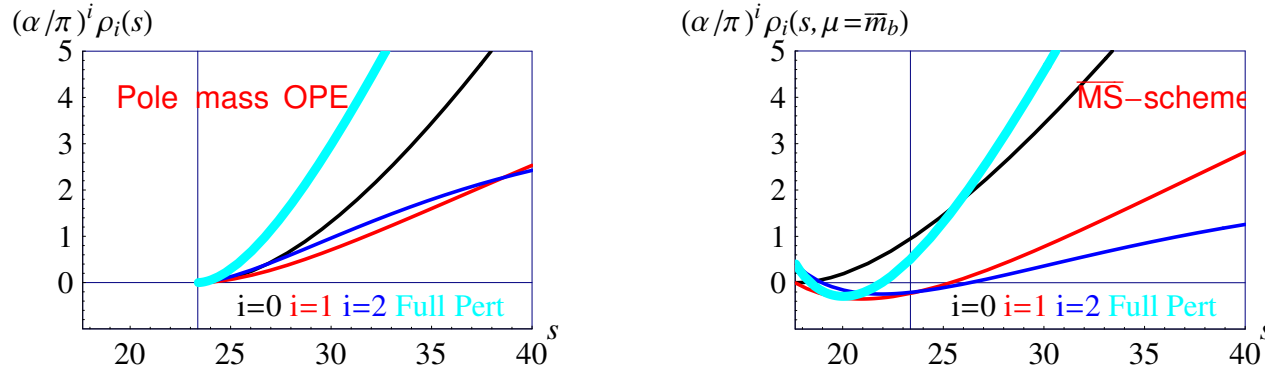 (α/π)^i ρ_i(s)
5
Pole mass OPE
4
3
2
1
0
i=0 i=1 i=2 Full Pert
s
20 25 30 35 40
(α/π)^i ρ_i(s, μ=m̅_b)
5
M̅S̅-scheme
4
3
2
1
0
i=0 i=1 i=2 Full Pert
s
20 25 30 35 40